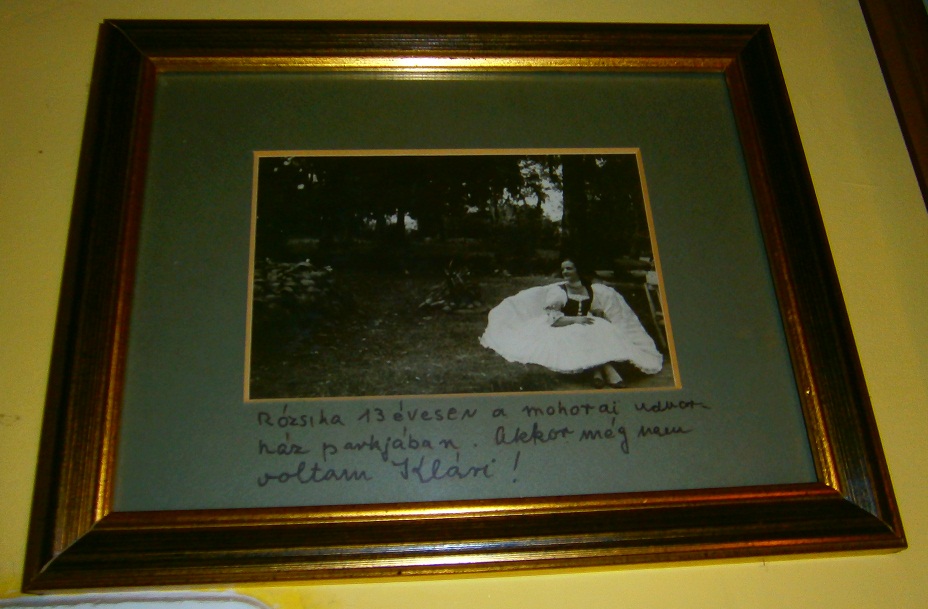 Rózsika 13 évesen a mohorai udvar-
ház parkjában. Akkor még nem
voltam Klári!